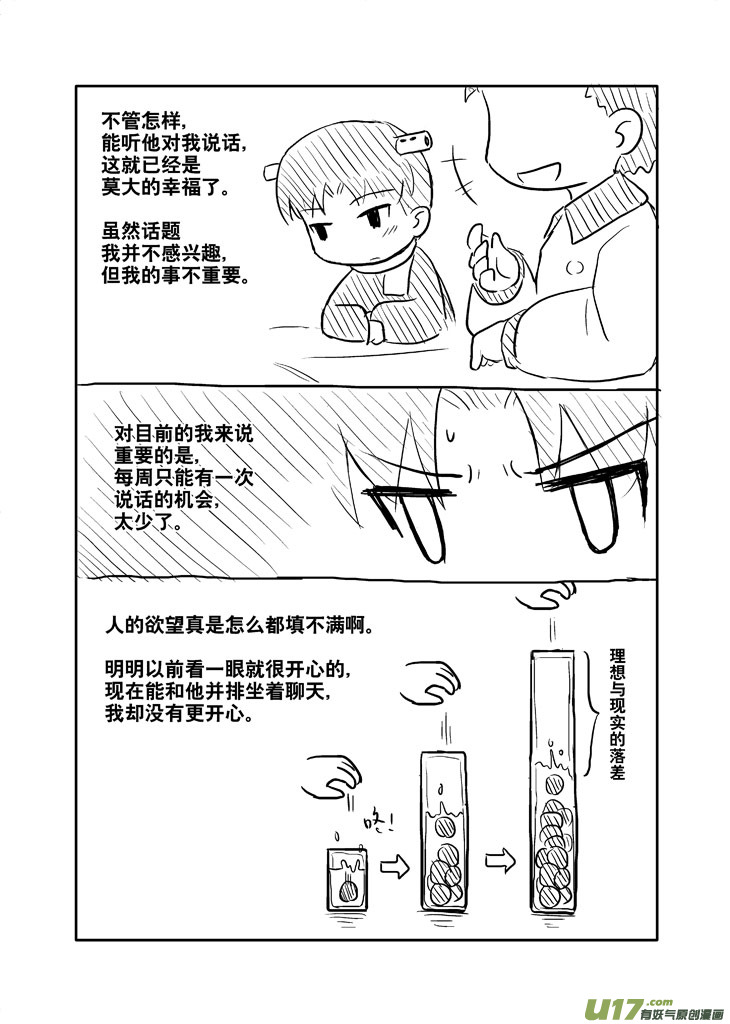 不管怎样，
能听他对我说话，
这就已经是
莫大的幸福了。
虽然话题
我并不感兴趣，
但我的事不重要。
对目前的我来说
重要的是，
每周只能有一次
说话的机会，
太少了。
人的欲望真是怎么都填不满啊。
明明以前看一眼就很开心的，
现在能和他并排坐着聊天，
我却没有更开心。
理想与现实的落差
咚！
U17.com
有妖气原创漫画